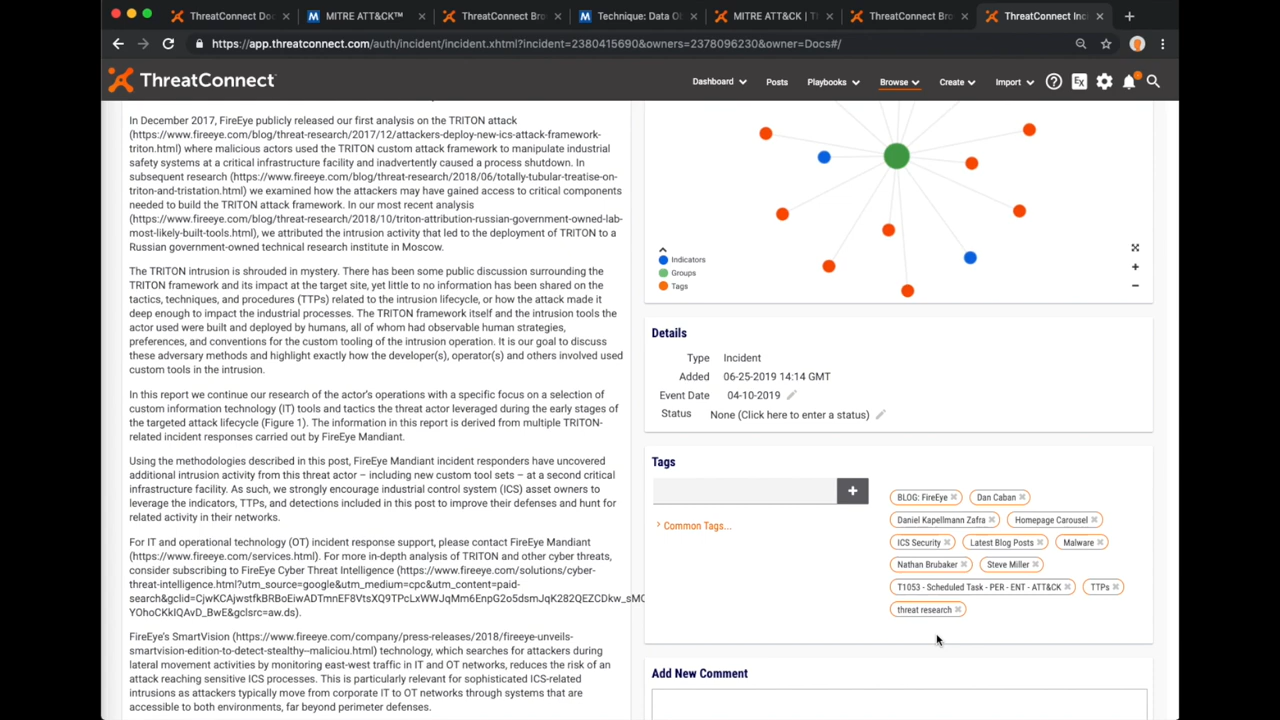 ThreatConnect Do
MITRE ATT&CK™
ThreatConnect Bro
Technique: Data Ob
MITRE ATT&CK | T
ThreatConnect Bro
ThreatConnect Inc
https://app.threatconnect.com/auth/incident/incident.xhtml?incident=2380415690&owners=2378096230&owner=Docs#/
ThreatConnect
Dashboard
Posts
Playbooks
Browse
Create
Import
EX
In December 2017, FireEye publicly released our first analysis on the TRITON attack
(https://www.fireeye.com/blog/threat-research/2017/12/attackers-deploy-new-ics-attack-framework-
triton.html) where malicious actors used the TRITON custom attack framework to manipulate industrial
safety systems at a critical infrastructure facility and inadvertently caused a process shutdown. In
subsequent research (https://www.fireeye.com/blog/threat-research/2018/06/totally-tubular-treatise-on-
triton-and-tristation.html) we examined how the attackers may have gained access to critical components
needed to build the TRITON attack framework. In our most recent analysis
(https://www.fireeye.com/blog/threat-research/2018/10/triton-attribution-russian-government-owned-lab-
most-likely-built-tools.html), we attributed the intrusion activity that led to the deployment of TRITON to a
Russian government-owned technical research institute in Moscow.
The TRITON intrusion is shrouded in mystery. There has been some public discussion surrounding the
TRITON framework and its impact at the target site, yet little to no information has been shared on the
tactics, techniques, and procedures (TTPs) related to the intrusion lifecycle, or how the attack made it
deep enough to impact the industrial processes. The TRITON framework itself and the intrusion tools the
actor used were built and deployed by humans, all of whom had observable human strategies,
preferences, and conventions for the custom tooling of the intrusion operation. It is our goal to discuss
these adversary methods and highlight exactly how the developer(s), operator(s) and others involved used
custom tools in the intrusion.
In this report we continue our research of the actor's operations with a specific focus on a selection of
custom information technology (IT) tools and tactics the threat actor leveraged during the early stages of
the targeted attack lifecycle (Figure 1). The information in this report is derived from multiple TRITON-
related incident responses carried out by FireEye Mandiant.
Using the methodologies described in this post, FireEye Mandiant incident responders have uncovered
additional intrusion activity from this threat actor – including new custom tool sets – at a second critical
infrastructure facility. As such, we strongly encourage industrial control system (ICS) asset owners to
leverage the indicators, TTPs, and detections included in this post to improve their defenses and hunt for
related activity in their networks.
For IT and operational technology (OT) incident response support, please contact FireEye Mandiant
(https://www.fireeye.com/services.html). For more in-depth analysis of TRITON and other cyber threats,
consider subscribing to FireEye Cyber Threat Intelligence (https://www.fireeye.com/solutions/cyber-
threat-intelligence.html?utm_source=google&utm_medium=cpc&utm_content=paid-
YOhoCKkIQAvD_BwE&gclsrc=aw.ds).
FireEye's SmartVision (https://www.fireeye.com/company/press-releases/2018/fireeye-unveils-
smartvision-edition-to-detect-stealthy--maliciou.html) technology, which searches for attackers during
lateral movement activities by monitoring east-west traffic in IT and OT networks, reduces the risk of an
attack reaching sensitive ICS processes. This is particularly relevant for sophisticated ICS-related
intrusions as attackers typically move from corporate IT to OT networks through systems that are
accessible to both environments, far beyond perimeter defenses.
Indicators
Groups
Tags
Details
Type Incident
Added 06-25-2019 14:14 GMT
Event Date 04-10-2019
Status None (Click here to enter a status)
Tags
Common Tags...
BLOG: FireEye
Dan Caban
Daniel Kapellmann Zafra
Homepage Carousel
ICS Security
Latest Blog Posts
Malware
Nathan Brubaker
Steve Miller
T1053 - Scheduled Task - PER - ENT - ATT&CK
TTPs
threat research
Add New Comment